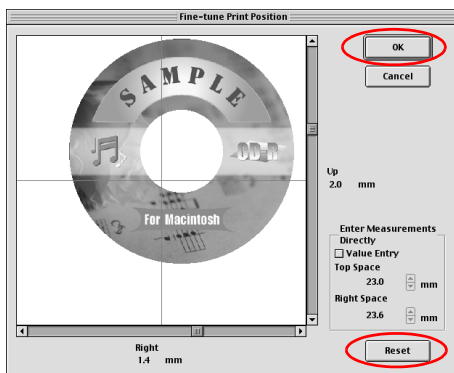 Fine-tune Print Position
SAMPLE
CD-R
For Macintosh
OK
Cancel
Up
2.0 mm
Enter Measurements
Directly
Value Entry
Top Space
23.0 mm
Right Space
23.6 mm
Reset
Right
1.4 mm